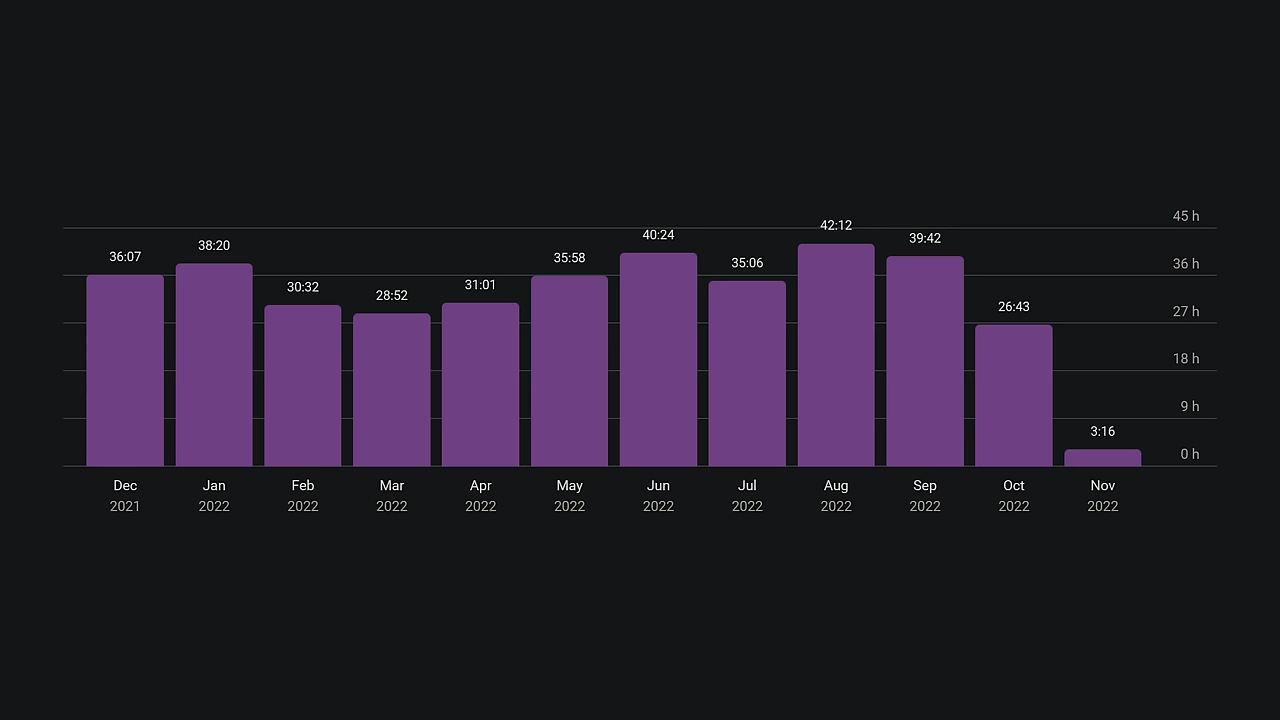 45 h
42:12
40:24
39:42
38:20
36:07
35:58
35:06
36 h
31:01
30:32
28:52
26:43
27 h
18 h
9 h
3:16
0 h
Dec Jan Feb Mar Apr May Jun Jul Aug Sep Oct Nov
2021 2022 2022 2022 2022 2022 2022 2022 2022 2022 2022 2022